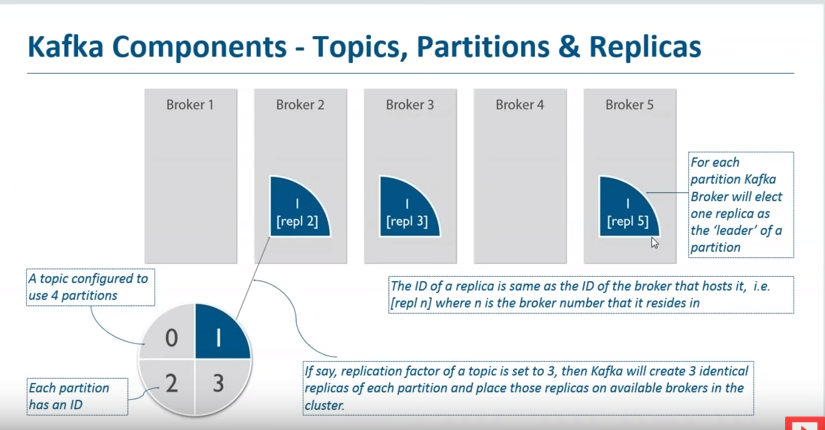 Kafka Components - Topics, Partitions & Replicas
Broker 1
Broker 2
Broker 3
Broker 4
Broker 5
1
[repl 2]
1
[repl 3]
1
[repl 5]
For each
partition Kafka
Broker will elect
one replica as
the ‘leader’ of a
partition
A topic configured to
use 4 partitions
The ID of a replica is same as the ID of the broker that hosts it, i.e.
[repl n] where n is the broker number that it resides in
0
1
2
3
Each partition
has an ID
If say, replication factor of a topic is set to 3, then Kafka will create 3 identical
replicas of each partition and place those replicas on available brokers in the
cluster.